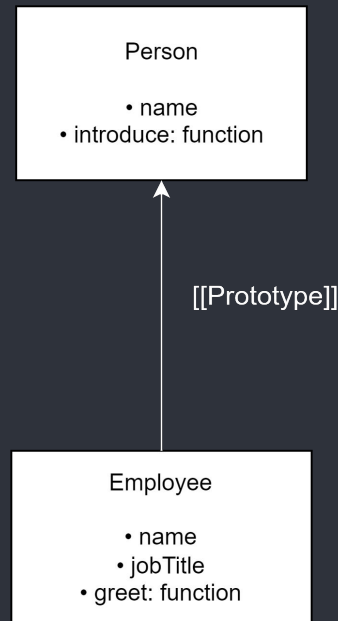 Person
• name
• introduce: function
[[Prototype]]
Employee
• name
• jobTitle
• greet: function